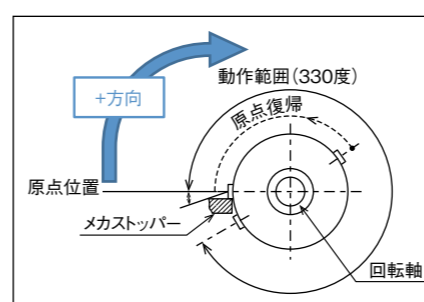 動作範囲(330度)
+方向
原点復帰
原点位置
メカストッパー
回転軸